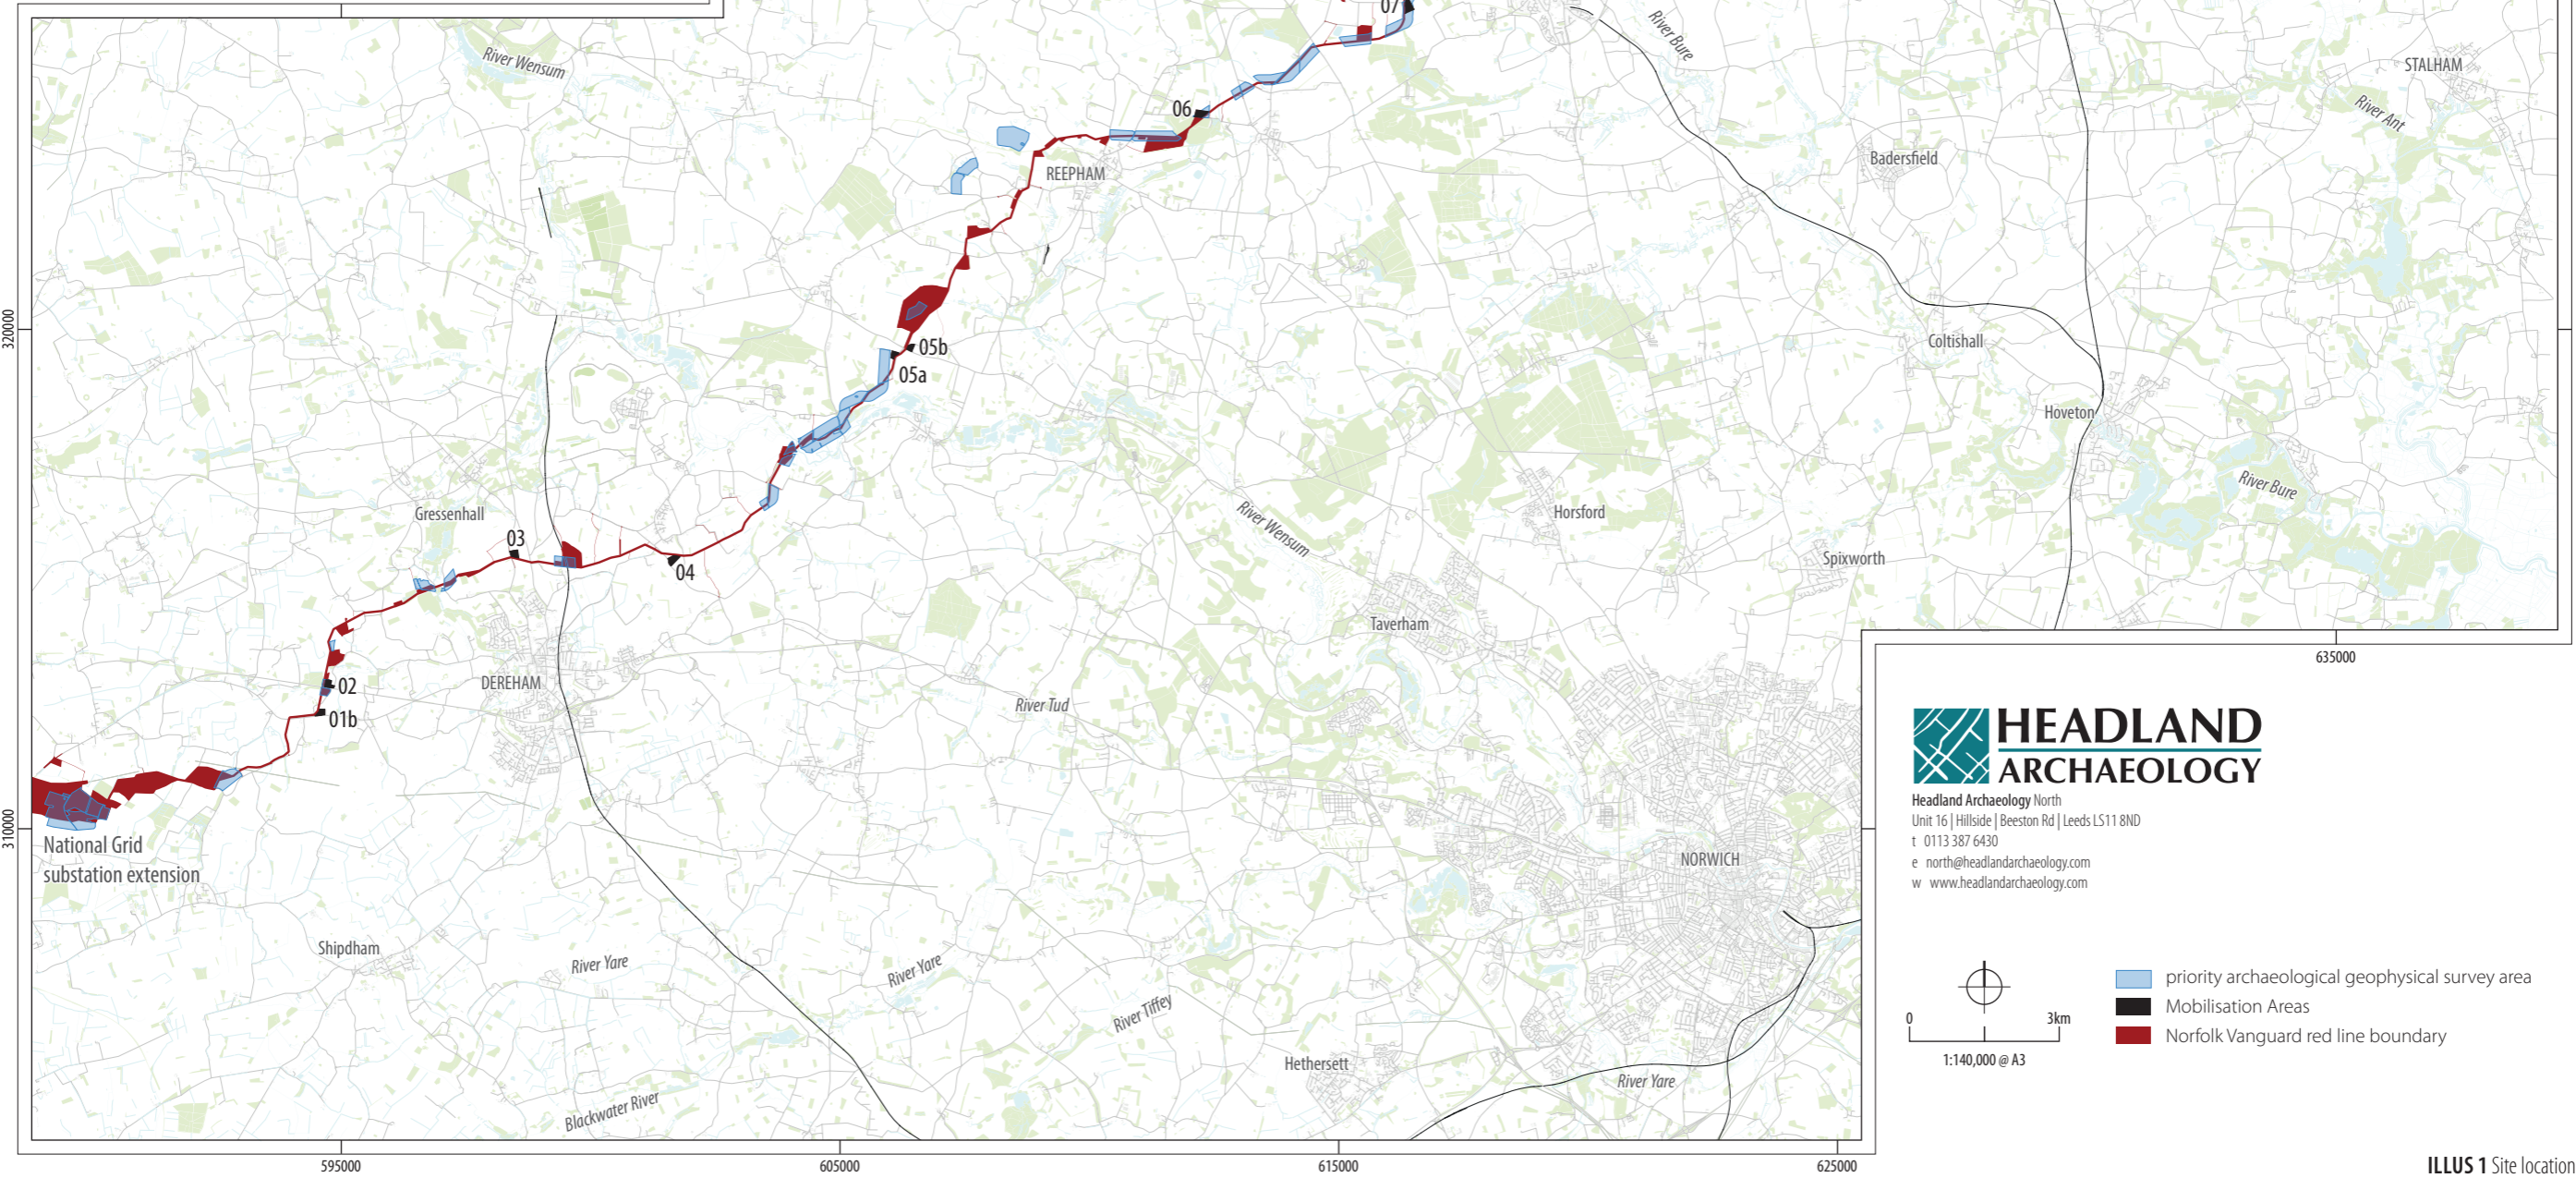 07
River Bure
River Wensum
STALHAM
River Ant
06
Badersfield
REEPHAM
320000
05b
Coltishall
05a
Hoveton
River Bure
Gressenhall
River Wensum
Horsford
03
Spixworth
04
Taverham
635000
DEREHAM
02
River Tud
01b
HEADLAND
ARCHAEOLOGY
Headland Archaeology North
Unit 16 | Hillside | Beeston Rd | Leeds LS11 8ND
t 0113 387 6430
e north@headlandarchaeology.com
w www.headlandarchaeology.com
310000
National Grid
substation extension
NORWICH
Shipdham
River Yare
River Yare
River Tiffey
priority archaeological geophysical survey area
Mobilisation Areas
Norfolk Vanguard red line boundary
0 3km
1:140,000 @ A3
Hethersett
River Yare
Blackwater River
595000
605000
615000
625000
ILLUS 1 Site location